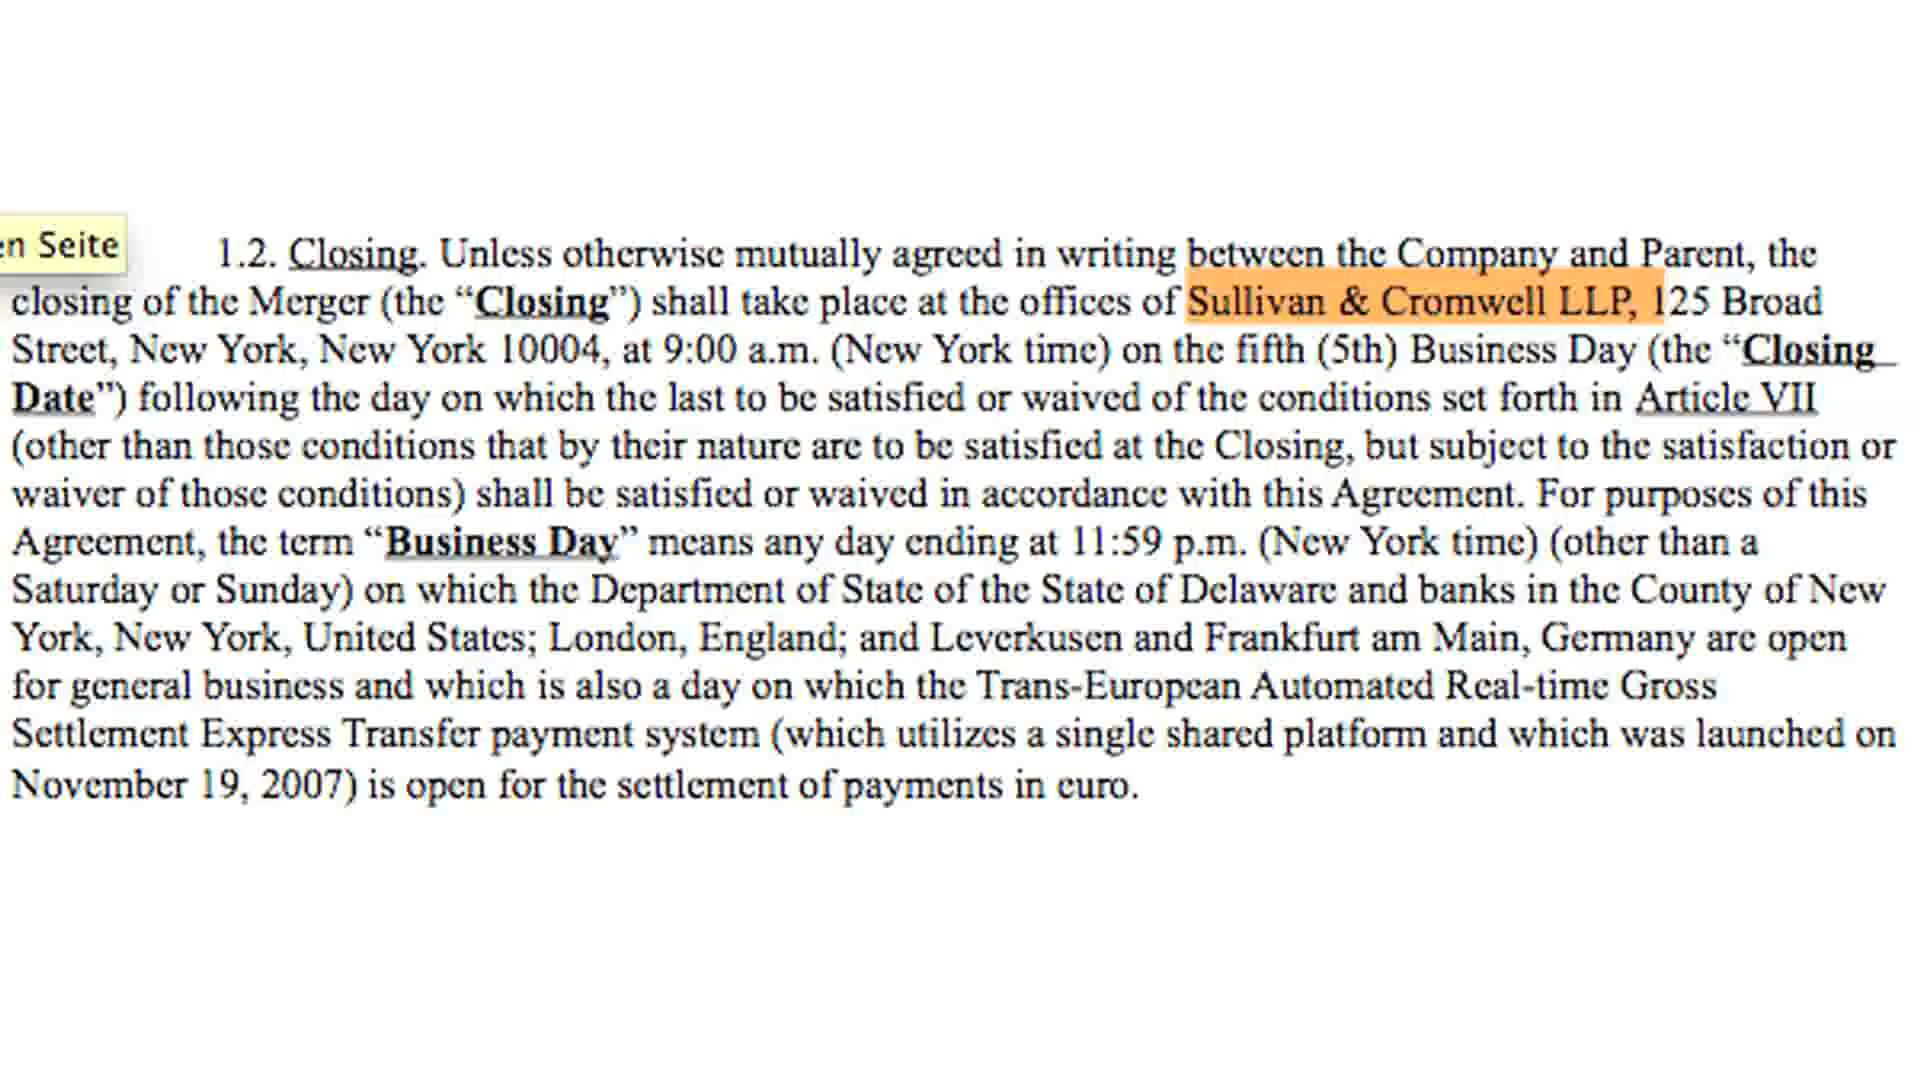 en Seite
1.2. Closing. Unless otherwise mutually agreed in writing between the Company and Parent, the
closing of the Merger (the “Closing”) shall take place at the offices of Sullivan & Cromwell LLP, 125 Broad
Street, New York, New York 10004, at 9:00 a.m. (New York time) on the fifth (5th) Business Day (the “Closing
Date”) following the day on which the last to be satisfied or waived of the conditions set forth in Article VII
(other than those conditions that by their nature are to be satisfied at the Closing, but subject to the satisfaction or
waiver of those conditions) shall be satisfied or waived in accordance with this Agreement. For purposes of this
Agreement, the term “Business Day” means any day ending at 11:59 p.m. (New York time) (other than a
Saturday or Sunday) on which the Department of State of the State of Delaware and banks in the County of New
York, New York, United States; London, England; and Leverkusen and Frankfurt am Main, Germany are open
for general business and which is also a day on which the Trans-European Automated Real-time Gross
Settlement Express Transfer payment system (which utilizes a single shared platform and which was launched on
November 19, 2007) is open for the settlement of payments in euro.